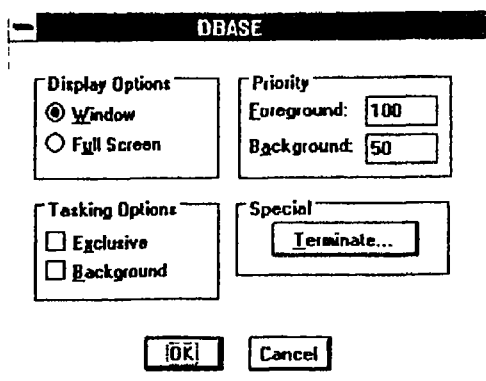 DBASE
Display Options
Window
Full Screen
Priority
Foreground: 100
Background: 50
Tasking Options
Exclusive
Background
Special
Terminate...
OK
Cancel